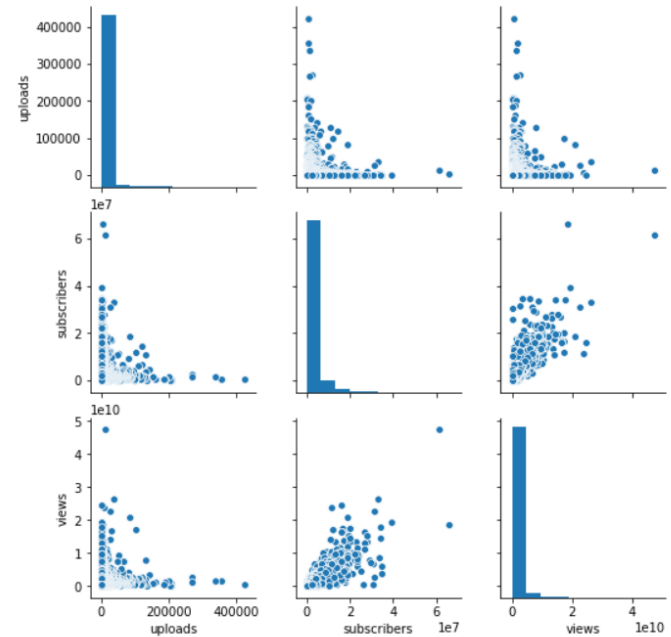 400000
300000
200000
100000
0
uploads
1e7
6
4
2
0
subscribers
1e10
5
4
3
2
1
0
views
0 200000 400000
uploads
0 2 4 6
subscribers 1e7
0 2 4
views 1e10